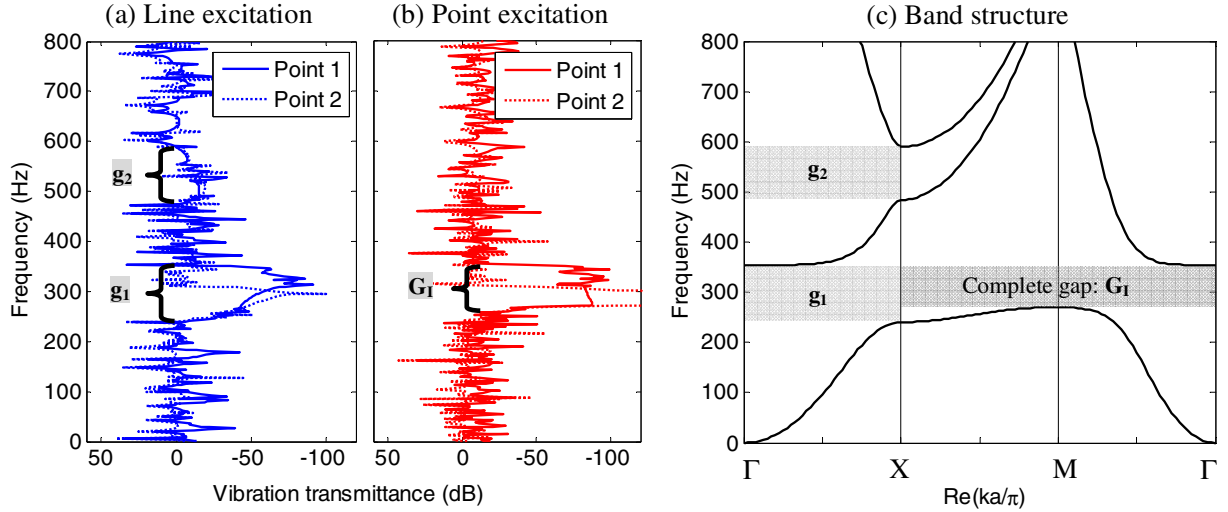 (a) Line excitation
(b) Point excitation
(c) Band structure
800
700
600
500
400
300
200
100
0
Frequency (Hz)
Point 1
Point 2
g2
g1
50 0 -50 -100
Point 1
Point 2
GI
50 0 -50 -100
Vibration transmittance (dB)
800
700
600
500
400
300
200
100
0
Frequency (Hz)
g2
g1
Complete gap: GI
Γ X M Γ
Re(ka/π)